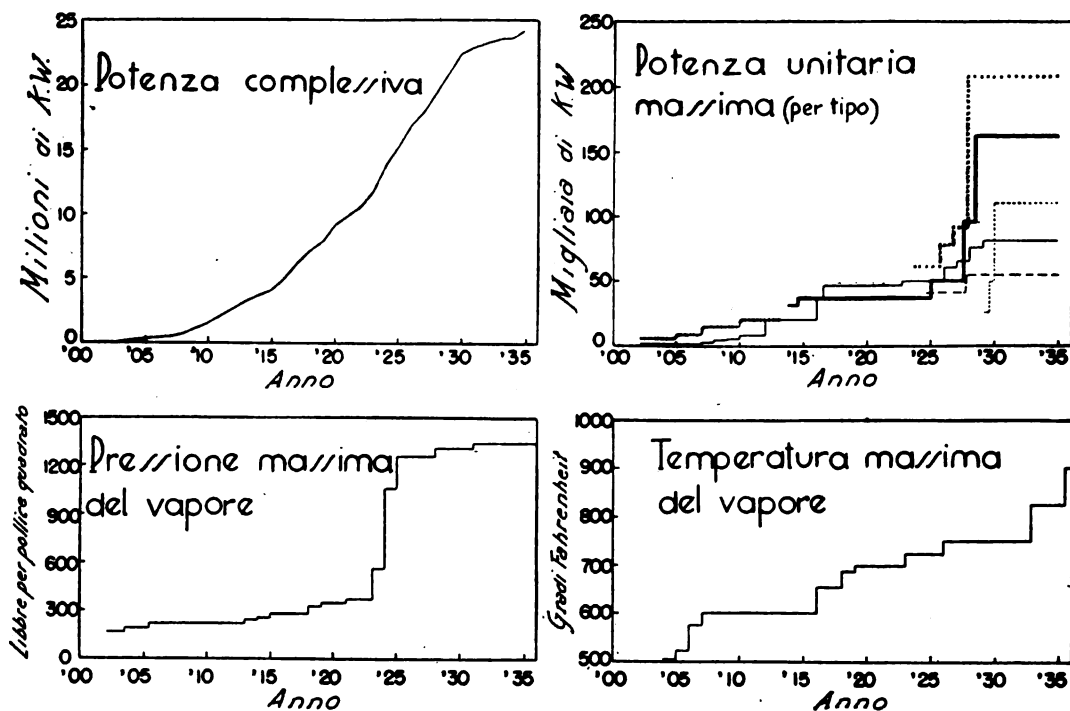 25
20
15
10
5
0
Milioni di K.W.
Potenza complessiva
'00 '05 '10 '15 '20 '25 '30 '35
Anno
250
200
150
100
50
0
Migliaia di KW
Potenza unitaria
massima (per tipo)
'00 '05 '10 '15 '20 '25 '30 '35
Anno
1500
1200
900
600
300
0
Libbre per pollice quadrato
Pressione massima
del vapore
'00 '05 '10 '15 '20 '25 '30 '35
Anno
1000
900
800
700
600
500
Gradi Fahrenheit
Temperatura massima
del vapore
'00 '05 '10 '15 '20 '25 '30 '35
Anno